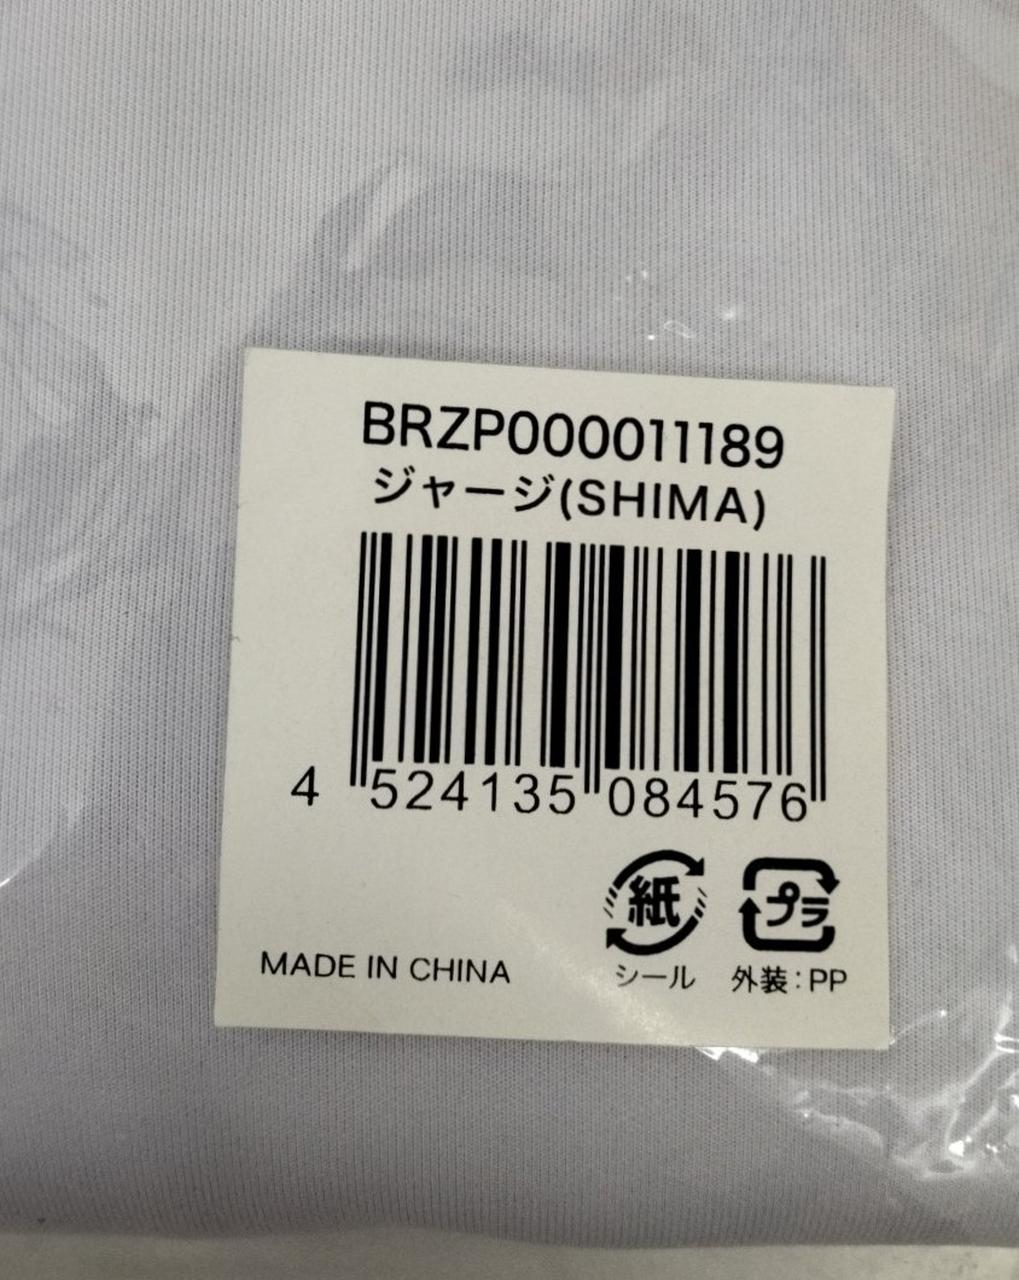 BRZP000011189
ジャージ(SHIMA)
4 524135 084576
紙 プラ
シール 外装:PP
MADE IN CHINA